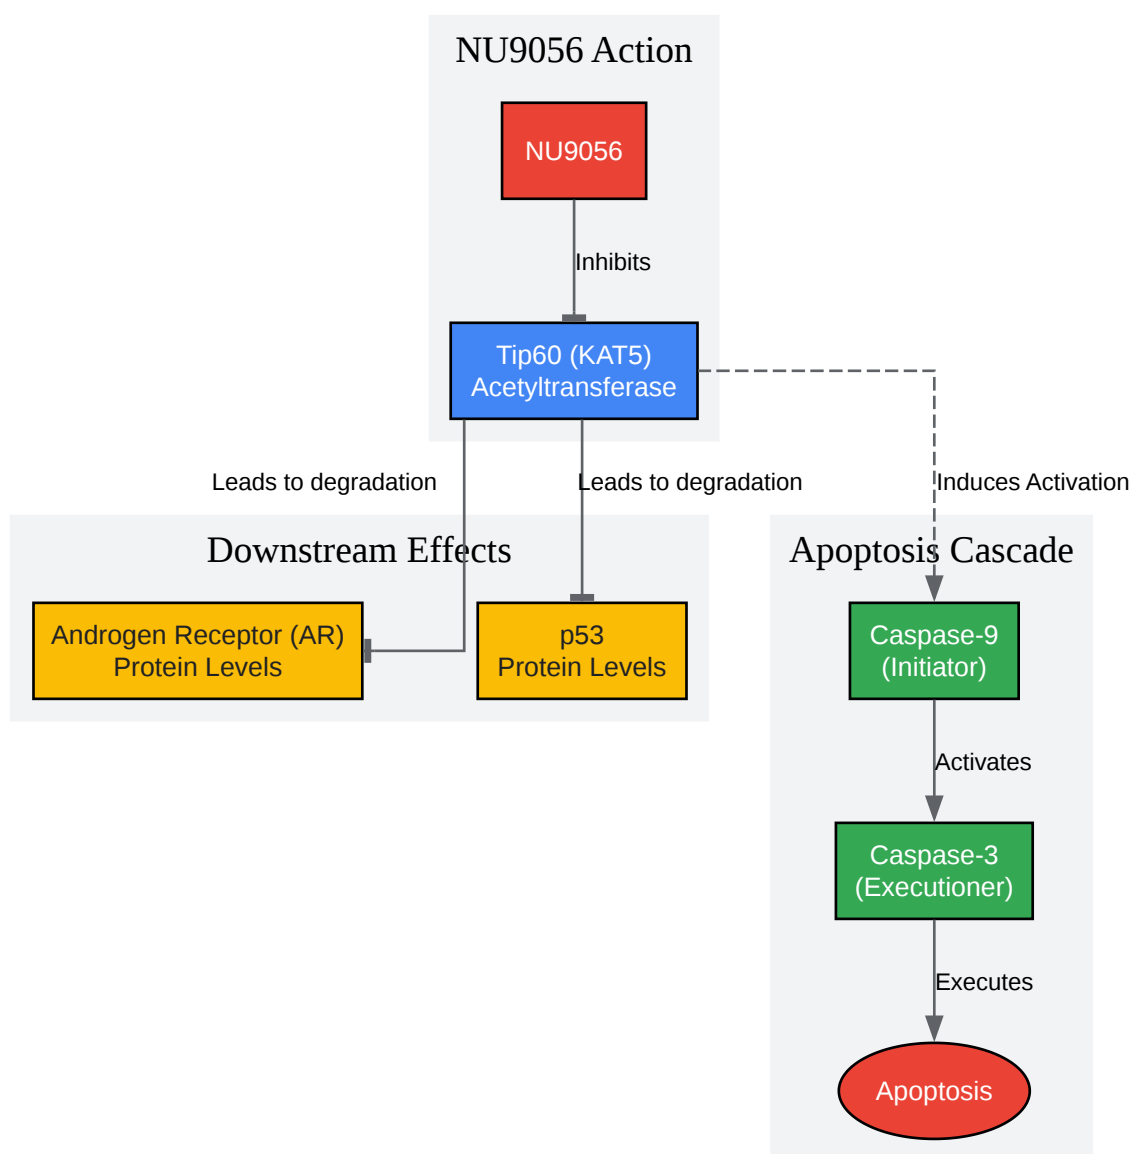 NU9056 Action
NU9056
Inhibits
Tip60 (KAT5)
Acetyltransferase
Leads to degradation
Leads to degradation
Induces Activation
Downstream Effects
Androgen Receptor (AR)
Protein Levels
p53
Protein Levels
Apoptosis Cascade
Caspase-9
(Initiator)
Activates
Caspase-3
(Executioner)
Executes
Apoptosis